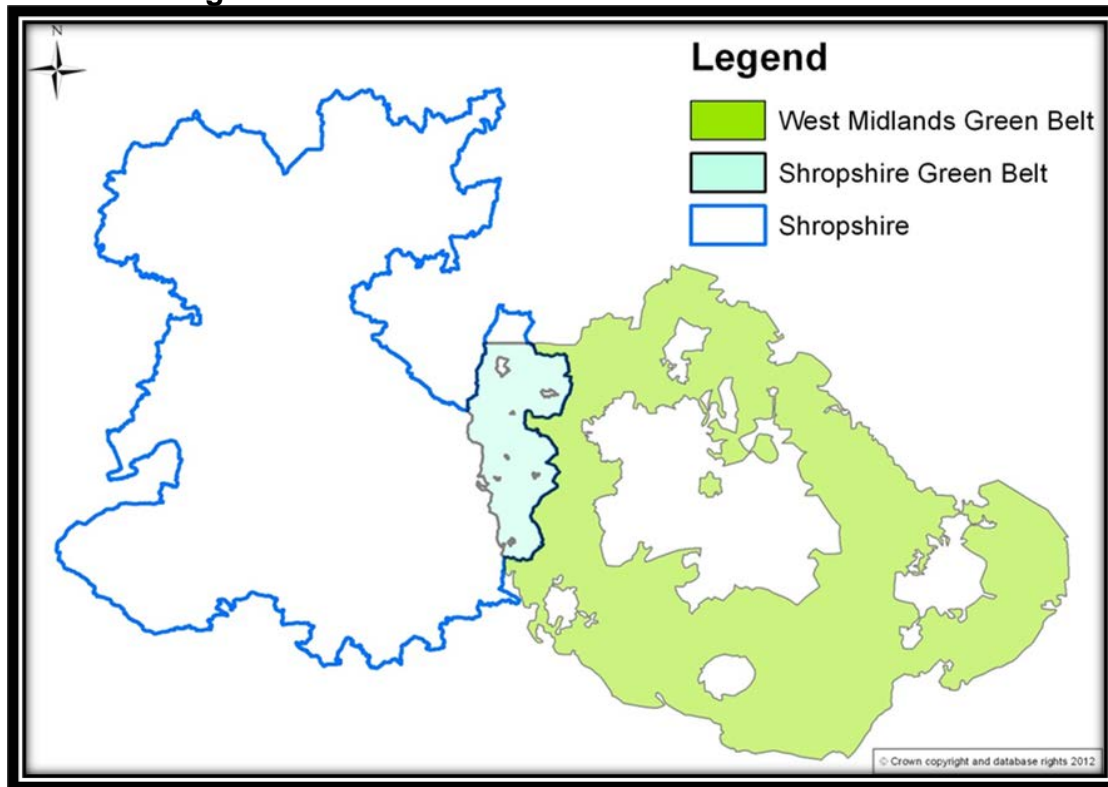 N
Legend
West Midlands Green Belt
Shropshire Green Belt
Shropshire
© Crown copyright and database rights 2012